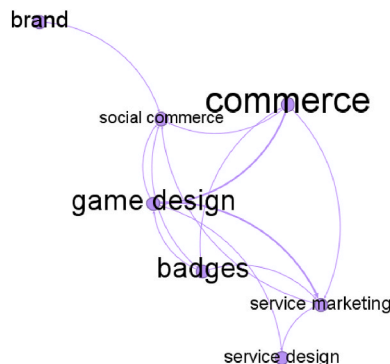 brand
commerce
social commerce
game design
badges
service marketing
service design